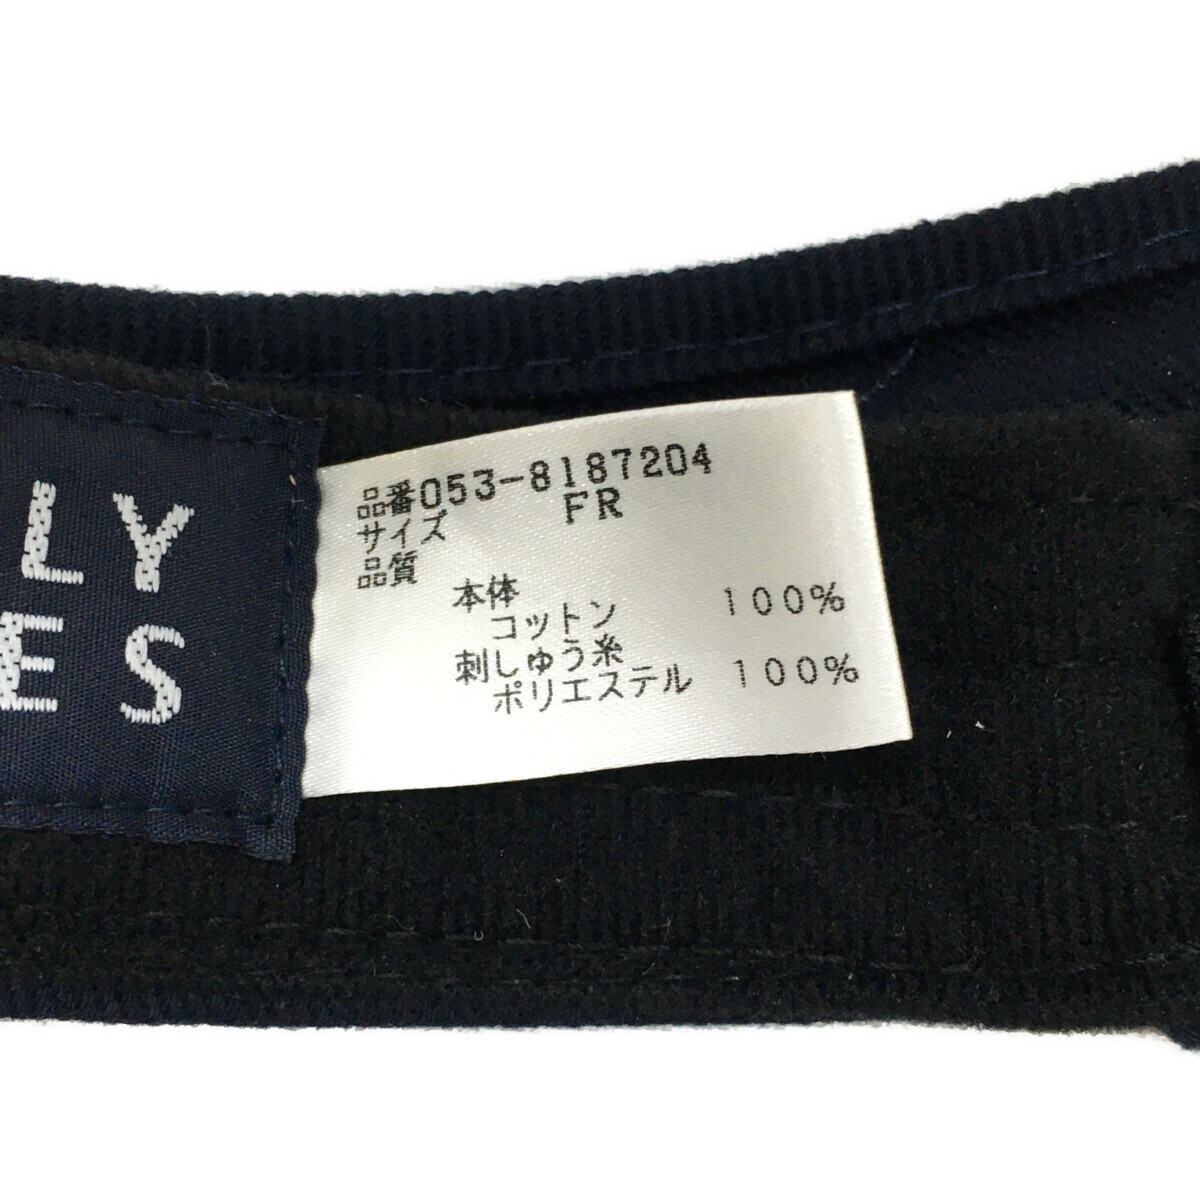 LY
ES
品番053-8187204
サイズ FR
品質
本体
コットン 100%
刺しゅう糸
ポリエステル 100%